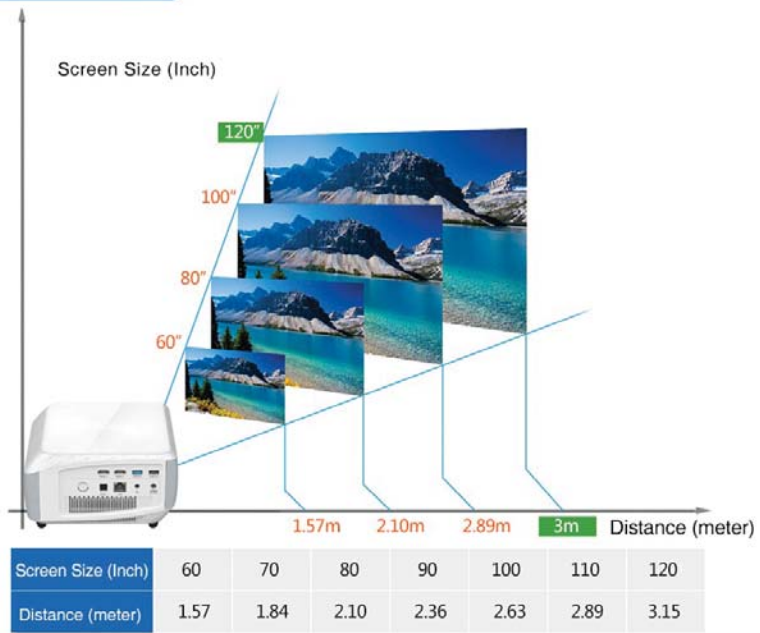 Screen Size (Inch)
120"
100"
80"
60"
1.57m 2.10m 2.89m 3m Distance (meter)
Screen Size (Inch) 60 70 80 90 100 110 120
Distance (meter) 1.57 1.84 2.10 2.36 2.63 2.89 3.15